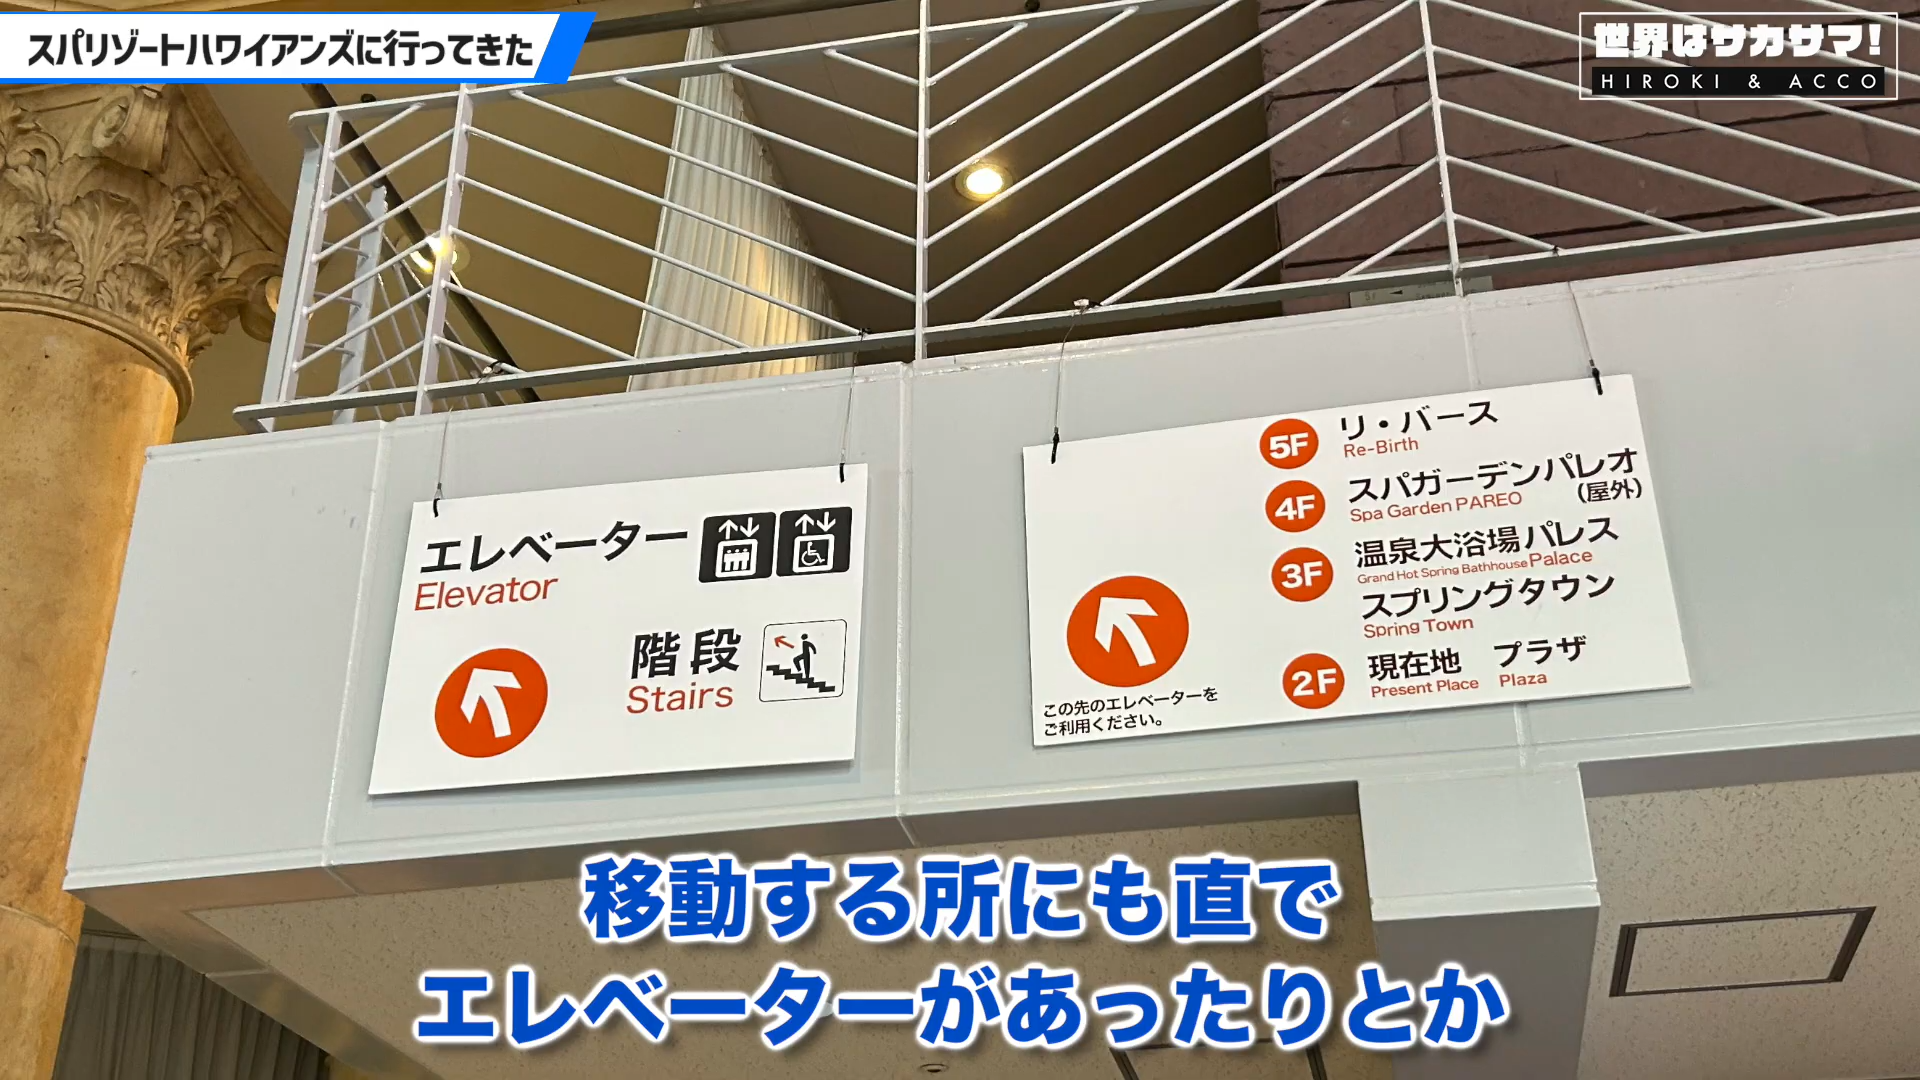 スパリゾートハワイアンズに行ってきた
世界はサカサマ!
HIROKI & ACCO
エレベーター
Elevator
階段
Stairs
5F リ・バース
Re-Birth
4F スパガーデンパレオ
(屋外)
Spa Garden PAREO
3F 温泉大浴場パレス
Grand Hot Spring Bathhouse Palace
スプリングタウン
Spring Town
2F 現在地 プラザ
Present Place Plaza
この先のエレベーターを
ご利用ください。
移動する所にも直で
エレベーターがあったりとか